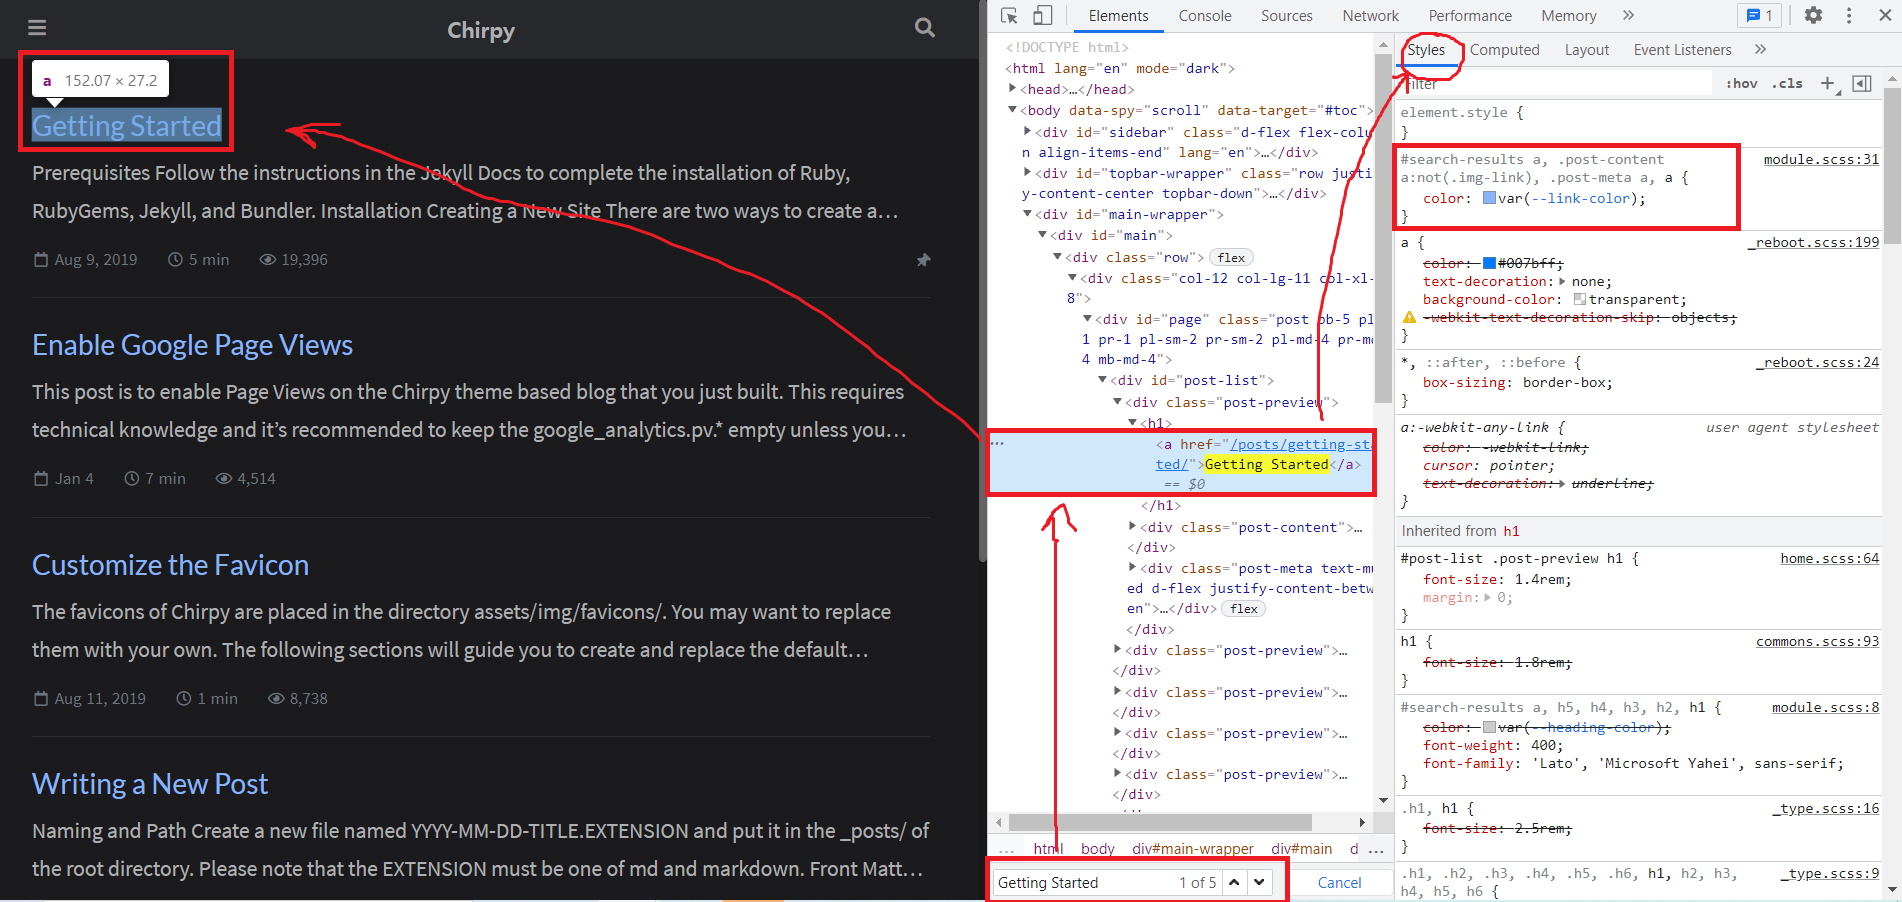 Chirpy
a 152.07 × 27.2
Getting Started
Prerequisites Follow the instructions in the Jekyll Docs to complete the installation of Ruby,
RubyGems, Jekyll, and Bundler. Installation Creating a New Site There are two ways to create a…
Aug 9, 2019 5 min 19,396
Enable Google Page Views
This post is to enable Page Views on the Chirpy theme based blog that you just built. This requires
technical knowledge and it’s recommended to keep the google_analytics.pv.* empty unless you…
Jan 4 7 min 4,514
Customize the Favicon
The favicons of Chirpy are placed in the directory assets/img/favicons/. You may want to replace
them with your own. The following sections will guide you to create and replace the default…
Aug 11, 2019 1 min 8,738
Writing a New Post
Naming and Path Create a new file named YYYY-MM-DD-TITLE.EXTENSION and put it in the _posts/ of
the root directory. Please note that the EXTENSION must be one of md and markdown. Front Matt…
Elements Console Sources Network Performance Memory » 1
<!DOCTYPE html>
<html lang="en" mode="dark">
<head>…</head>
<body data-spy="scroll" data-target="#toc">
<div id="sidebar" class="d-flex flex-colu
n align-items-end" lang="en">…</div>
<div id="topbar-wrapper" class="row justi
y-content-center topbar-down">…</div>
<div id="main-wrapper">
<div id="main">
<div class="row"> flex
<div class="col-12 col-lg-11 col-xl-
8">
<div id="page" class="post pb-5 pl
1 pr-1 pl-sm-2 pr-sm-2 pl-md-4 pr-md
4 mb-md-4">
<div id="post-list">
<div class="post-preview">
<h1>
… <a href="/posts/getting-sta
ted/">Getting Started</a>
== $0
</h1>
<div class="post-content">…
</div>
<div class="post-meta text-mu
ed d-flex justify-content-betw
en">…</div> flex
</div>
<div class="post-preview">…
</div>
<div class="post-preview">…
</div>
<div class="post-preview">…
</div>
<div class="post-preview">…
</div>
… html body div#main-wrapper div#main d …
Getting Started 1 of 5 Cancel
Styles Computed Layout Event Listeners »
Filter :hov .cls +
element.style {
}
#search-results a, .post-content module.scss:31
a:not(.img-link), .post-meta a, a {
color: var(--link-color);
}
a { _reboot.scss:199
color: #007bff;
text-decoration: none;
background-color: transparent;
-webkit-text-decoration-skip: objects;
}
*, ::after, ::before { _reboot.scss:24
box-sizing: border-box;
}
a:-webkit-any-link { user agent stylesheet
color: -webkit-link;
cursor: pointer;
text-decoration: underline;
}
Inherited from h1
#post-list .post-preview h1 { home.scss:64
font-size: 1.4rem;
margin: 0;
}
h1 { commons.scss:93
font-size: 1.8rem;
}
#search-results a, h5, h4, h3, h2, h1 { module.scss:8
color: var(--heading-color);
font-weight: 400;
font-family: 'Lato', 'Microsoft Yahei', sans-serif;
}
.h1, h1 { _type.scss:16
font-size: 2.5rem;
}
.h1, .h2, .h3, .h4, .h5, .h6, h1, h2, h3, _type.scss:9
h4, h5, h6 {